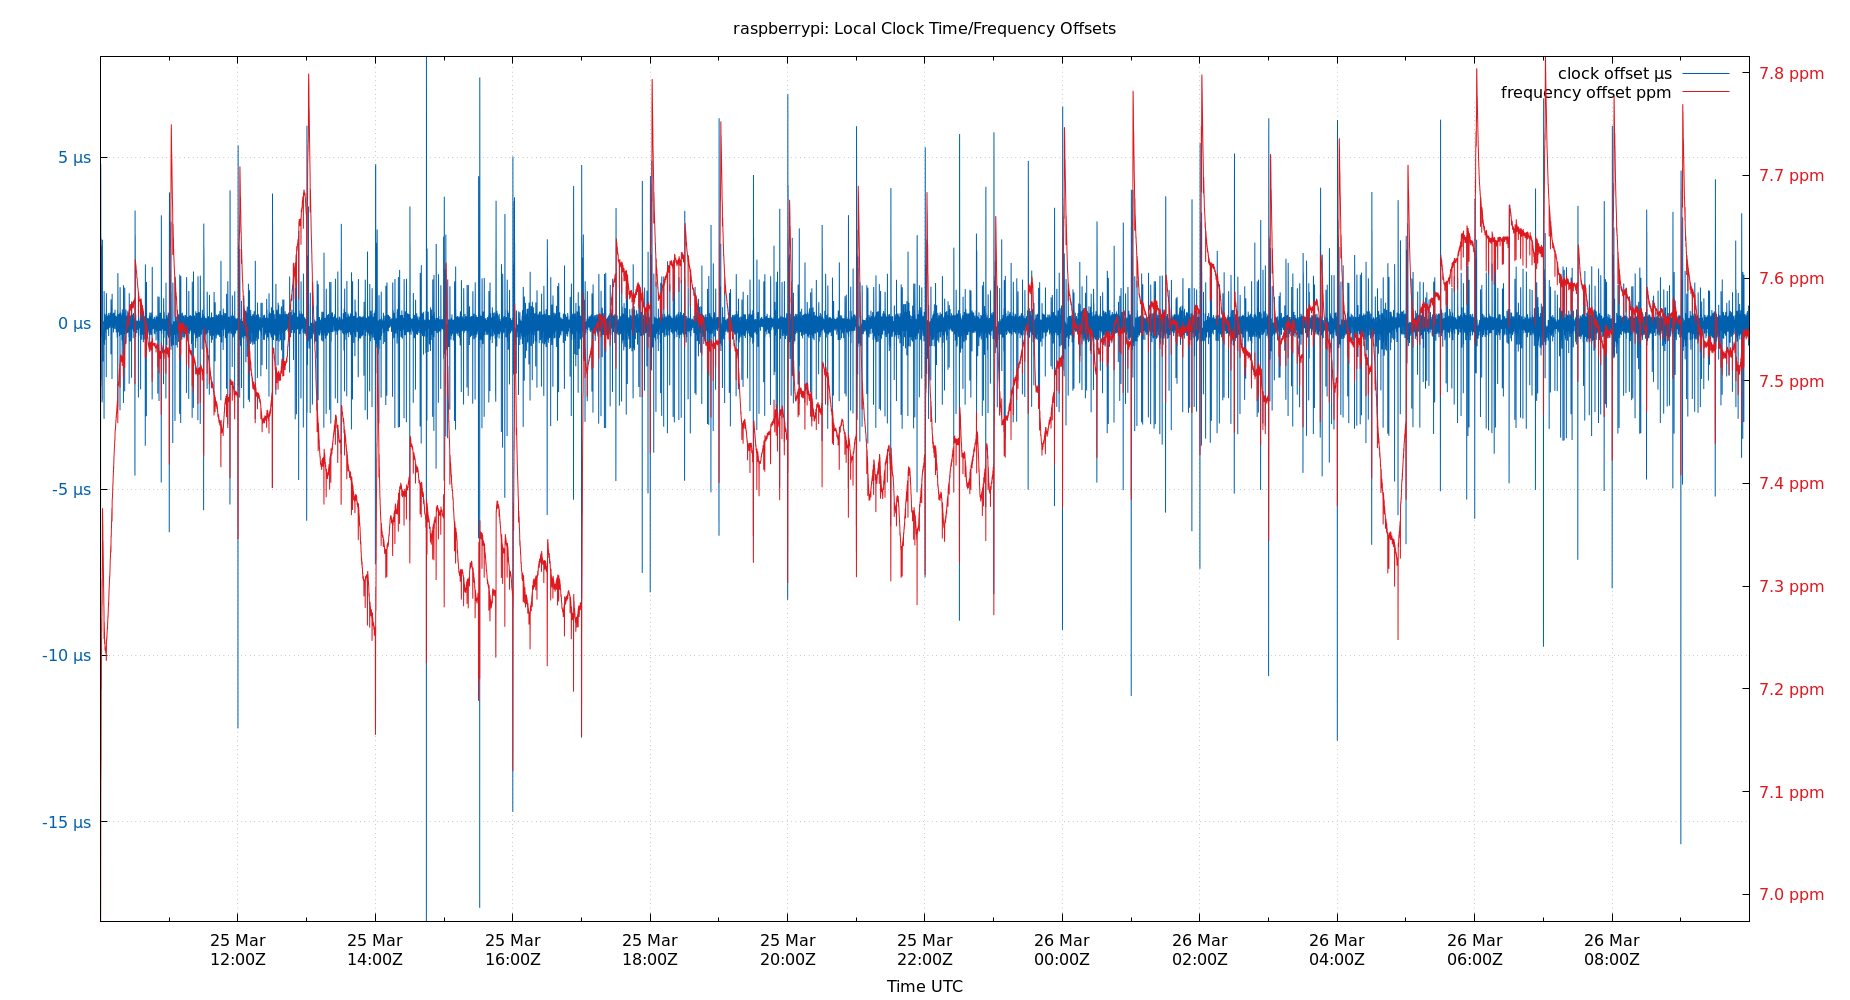 raspberrypi: Local Clock Time/Frequency Offsets
clock offset µs
frequency offset ppm
5 µs
0 µs
-5 µs
-10 µs
-15 µs
7.8 ppm
7.7 ppm
7.6 ppm
7.5 ppm
7.4 ppm
7.3 ppm
7.2 ppm
7.1 ppm
7.0 ppm
25 Mar
12:00Z
25 Mar
14:00Z
25 Mar
16:00Z
25 Mar
18:00Z
25 Mar
20:00Z
25 Mar
22:00Z
26 Mar
00:00Z
26 Mar
02:00Z
26 Mar
04:00Z
26 Mar
06:00Z
26 Mar
08:00Z
Time UTC